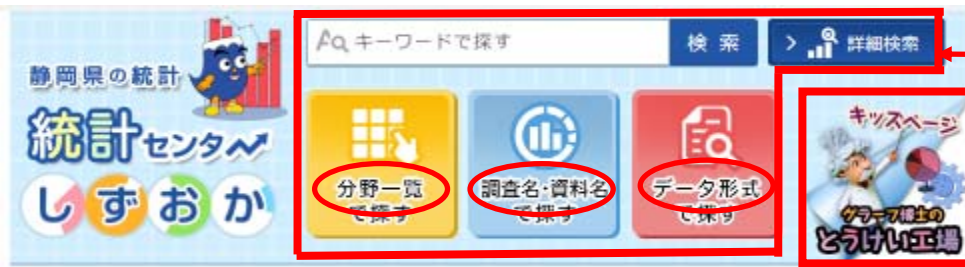 キーワードで探す
検索
詳細検索
静岡県の統計
統計センター
しずおか
分野一覧
で探す
調査名・資料名
で探す
データ形式
で探す
キッズページ
グラーフ博士の
とうけい工場